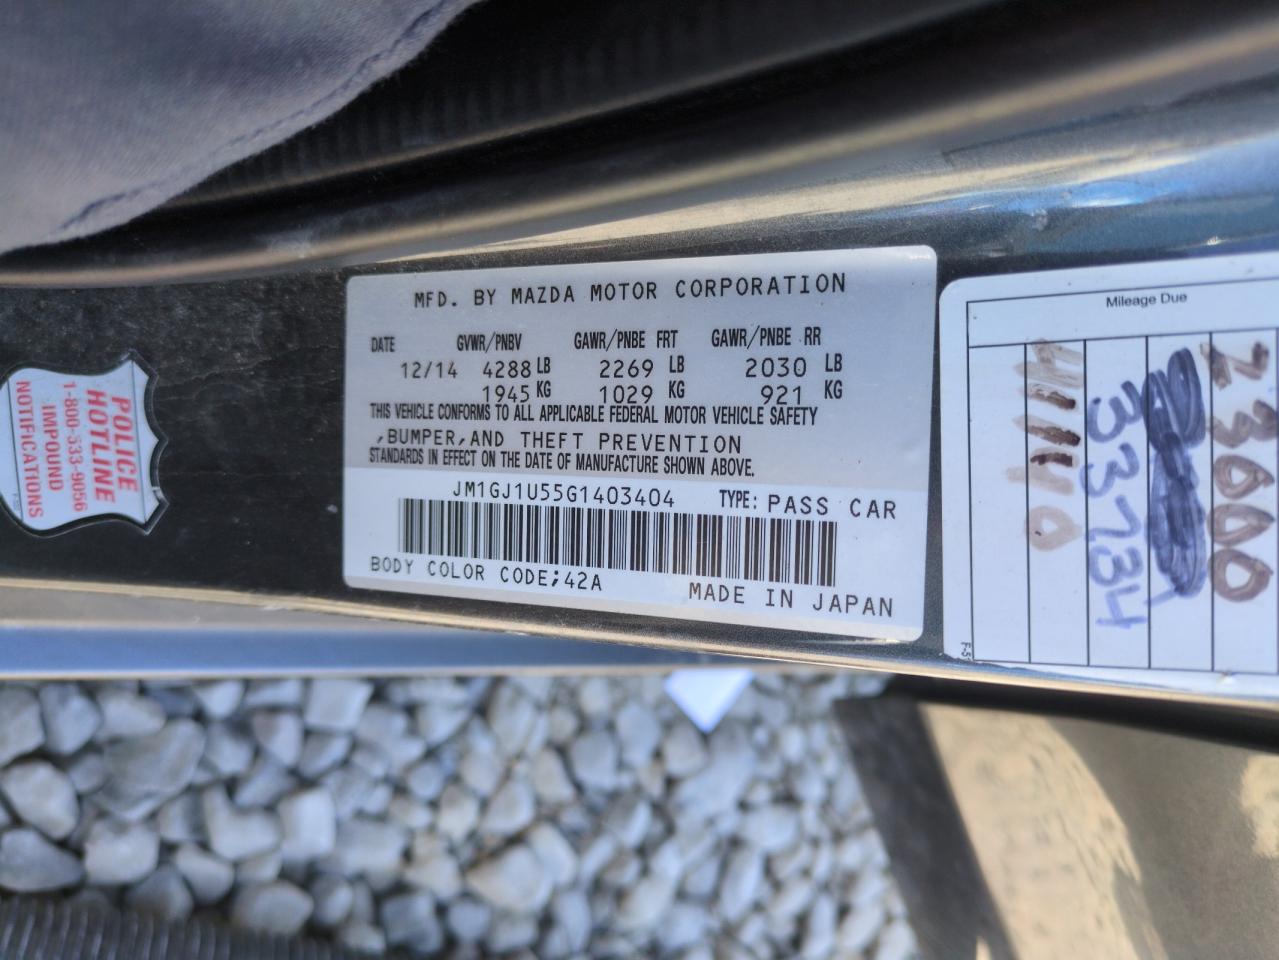 MFD. BY MAZDA MOTOR CORPORATION
DATE GVWR/PNBV GAWR/PNBE FRT GAWR/PNBE RR
12/14 4288 LB 2269 LB 2030 LB
1945 KG 1029 KG 921 KG
THIS VEHICLE CONFORMS TO ALL APPLICABLE FEDERAL MOTOR VEHICLE SAFETY
,BUMPER,AND THEFT PREVENTION
STANDARDS IN EFFECT ON THE DATE OF MANUFACTURE SHOWN ABOVE.
JM1GJ1U55G1403404 TYPE: PASS CAR
BODY COLOR CODE;42A MADE IN JAPAN
POLICE
HOTLINE
1-800-533-9056
IMPOUND
NOTIFICATIONS
Mileage Due
23000
33734